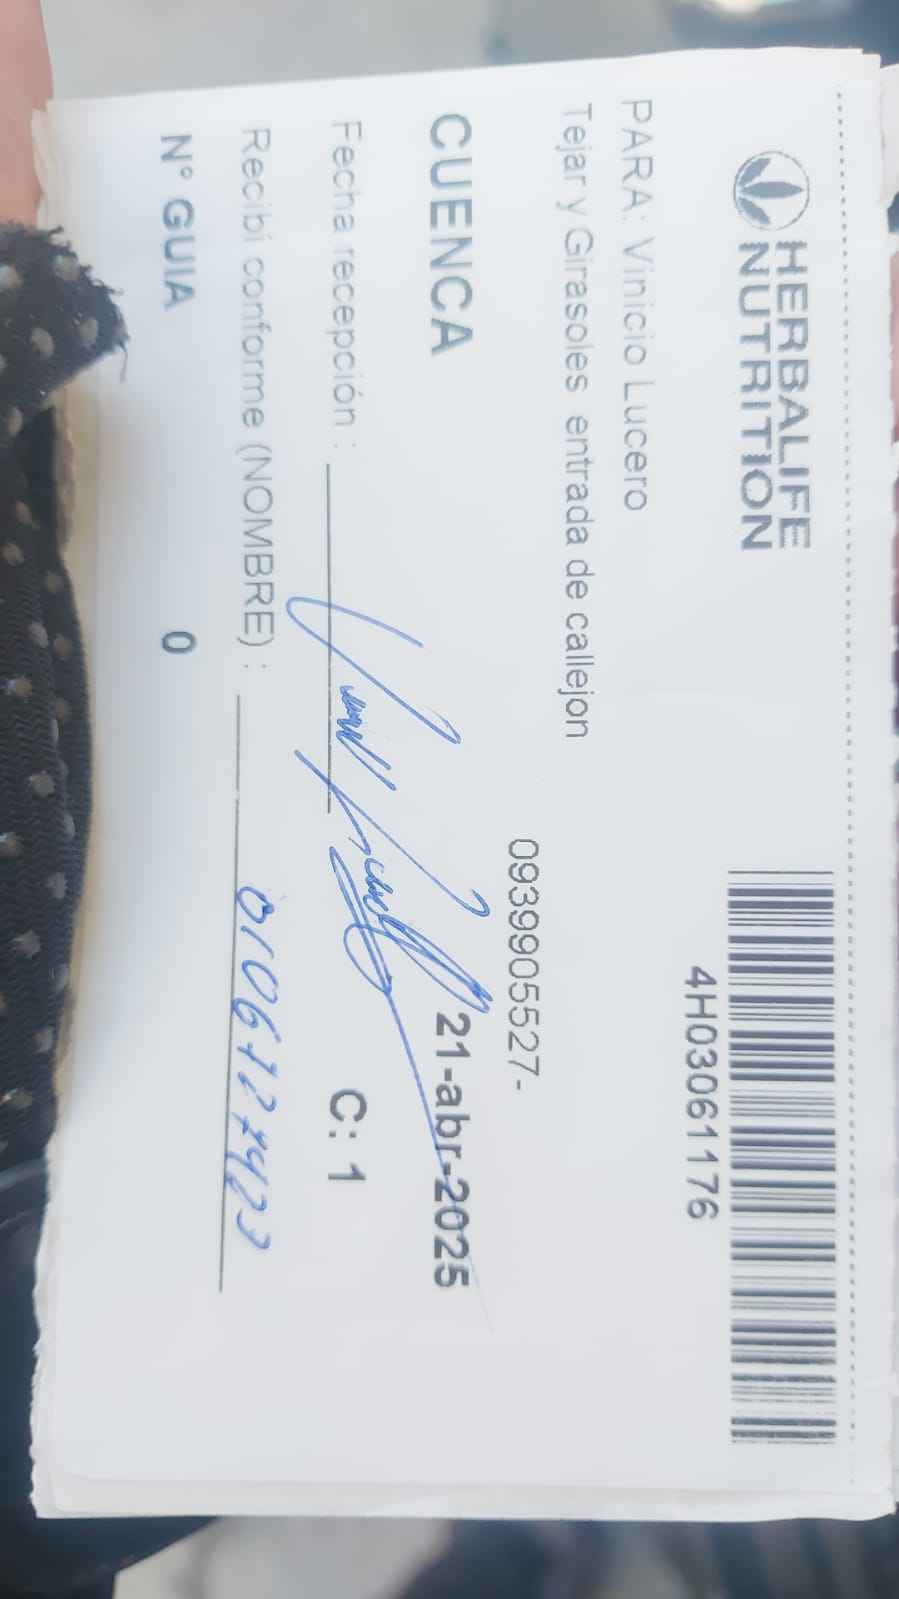 HERBALIFE
NUTRITION
4H03061176
PARA: Vinicio Lucero
Tejar y Girasoles entrada de callejon
0939905527-
CUENCA
21-abr-2025
Fecha recepción :
C: 1
Recibí conforme (NOMBRE) :
N° GUIA 0